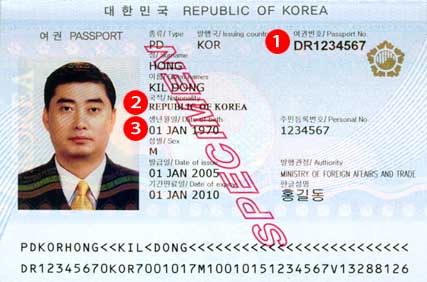 대한민국 REPUBLIC OF KOREA
여권 PASSPORT
종류/ Type 발행국/ Issuing country 여권번호/ Passport No.
PD KOR 1 DR1234567
성/ Surname
HONG
이름/ Given names
KIL DONG
국적/ Nationality
2 REPUBLIC OF KOREA
3 생년월일/ Date of birth 주민등록번호/ Personal No
01 JAN 1970 1234567
성별/ Sex
M
발급일/ Date of issue 발행관청/ Authority
01 JAN 2005 MINISTRY OF FOREIGN AFEAIRS AND TRADE
기간만료일/ Date of expiry 한글성명
01 JAN 2010 홍길동
SPECIMEN
PDKORHONG<<KIL<DONG<<<<<<<<<<<<<<<<<<<<<<<<<
DR12345670KOR7001017M10010151234567V13288126